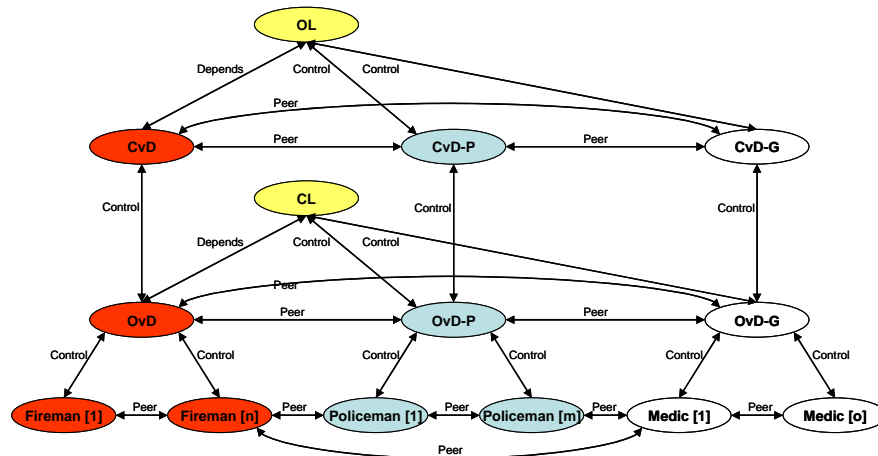 OL
Depends
Control
Control
Peer
CvD
Peer
CvD-P
Peer
CvD-G
Control
CL
Control
Control
Depends
Control
Control
Peer
OvD
Peer
OvD-P
Peer
OvD-G
Control
Control
Control
Control
Control
Control
Fireman [1]
Peer
Fireman [n]
Peer
Policeman [1]
Peer
Policeman [m]
Peer
Medic [1]
Peer
Medic [o]
Peer